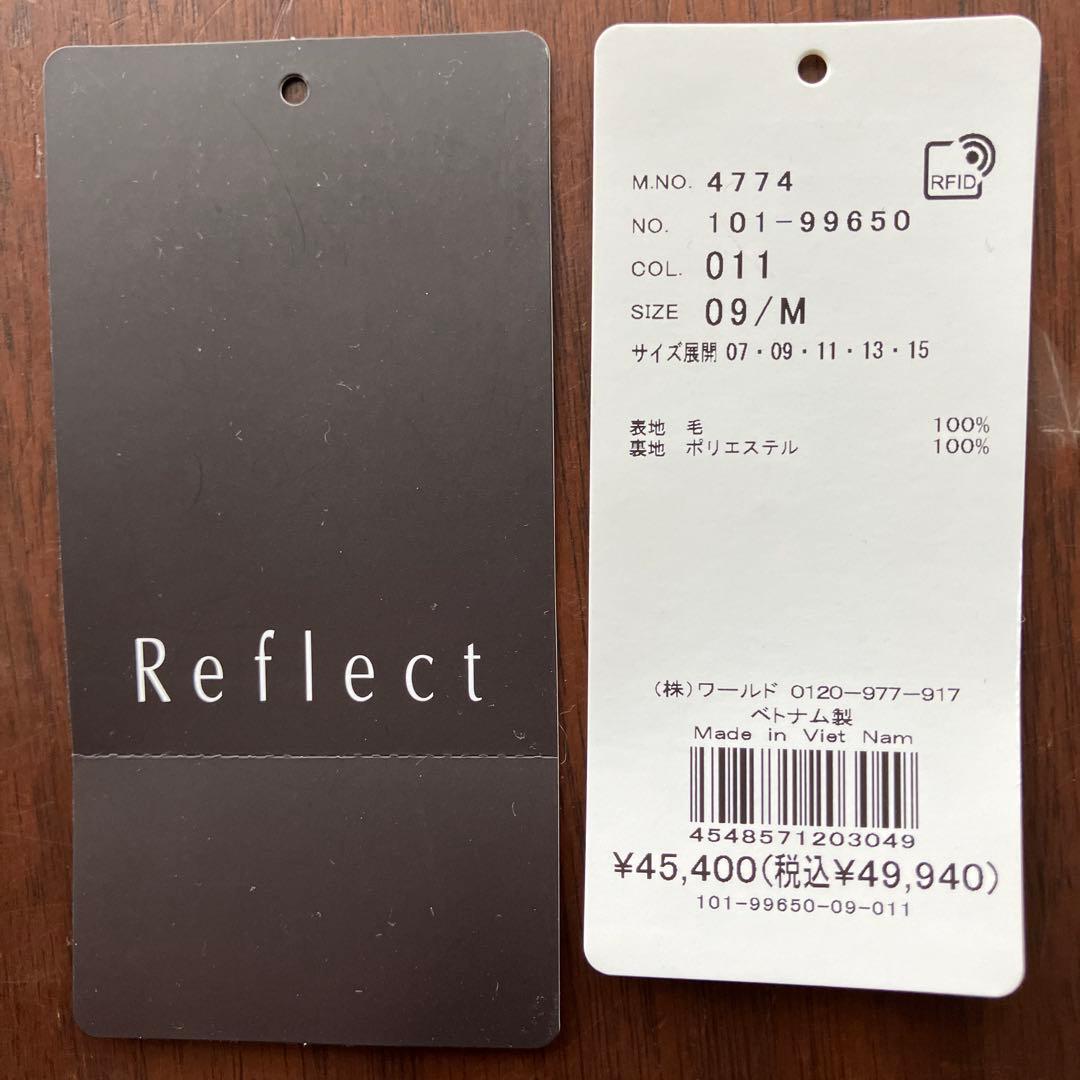 Reflect
RFID
M.NO. 4774
NO. 101-99650
COL. 011
SIZE 09/M
サイズ展開 07・09・11・13・15
表地 毛 100%
裏地 ポリエステル 100%
(株)ワールド 0120-977-917
ベトナム製
Made in Viet Nam
4548571203049
¥45,400(税込¥49,940)
101-99650-09-011